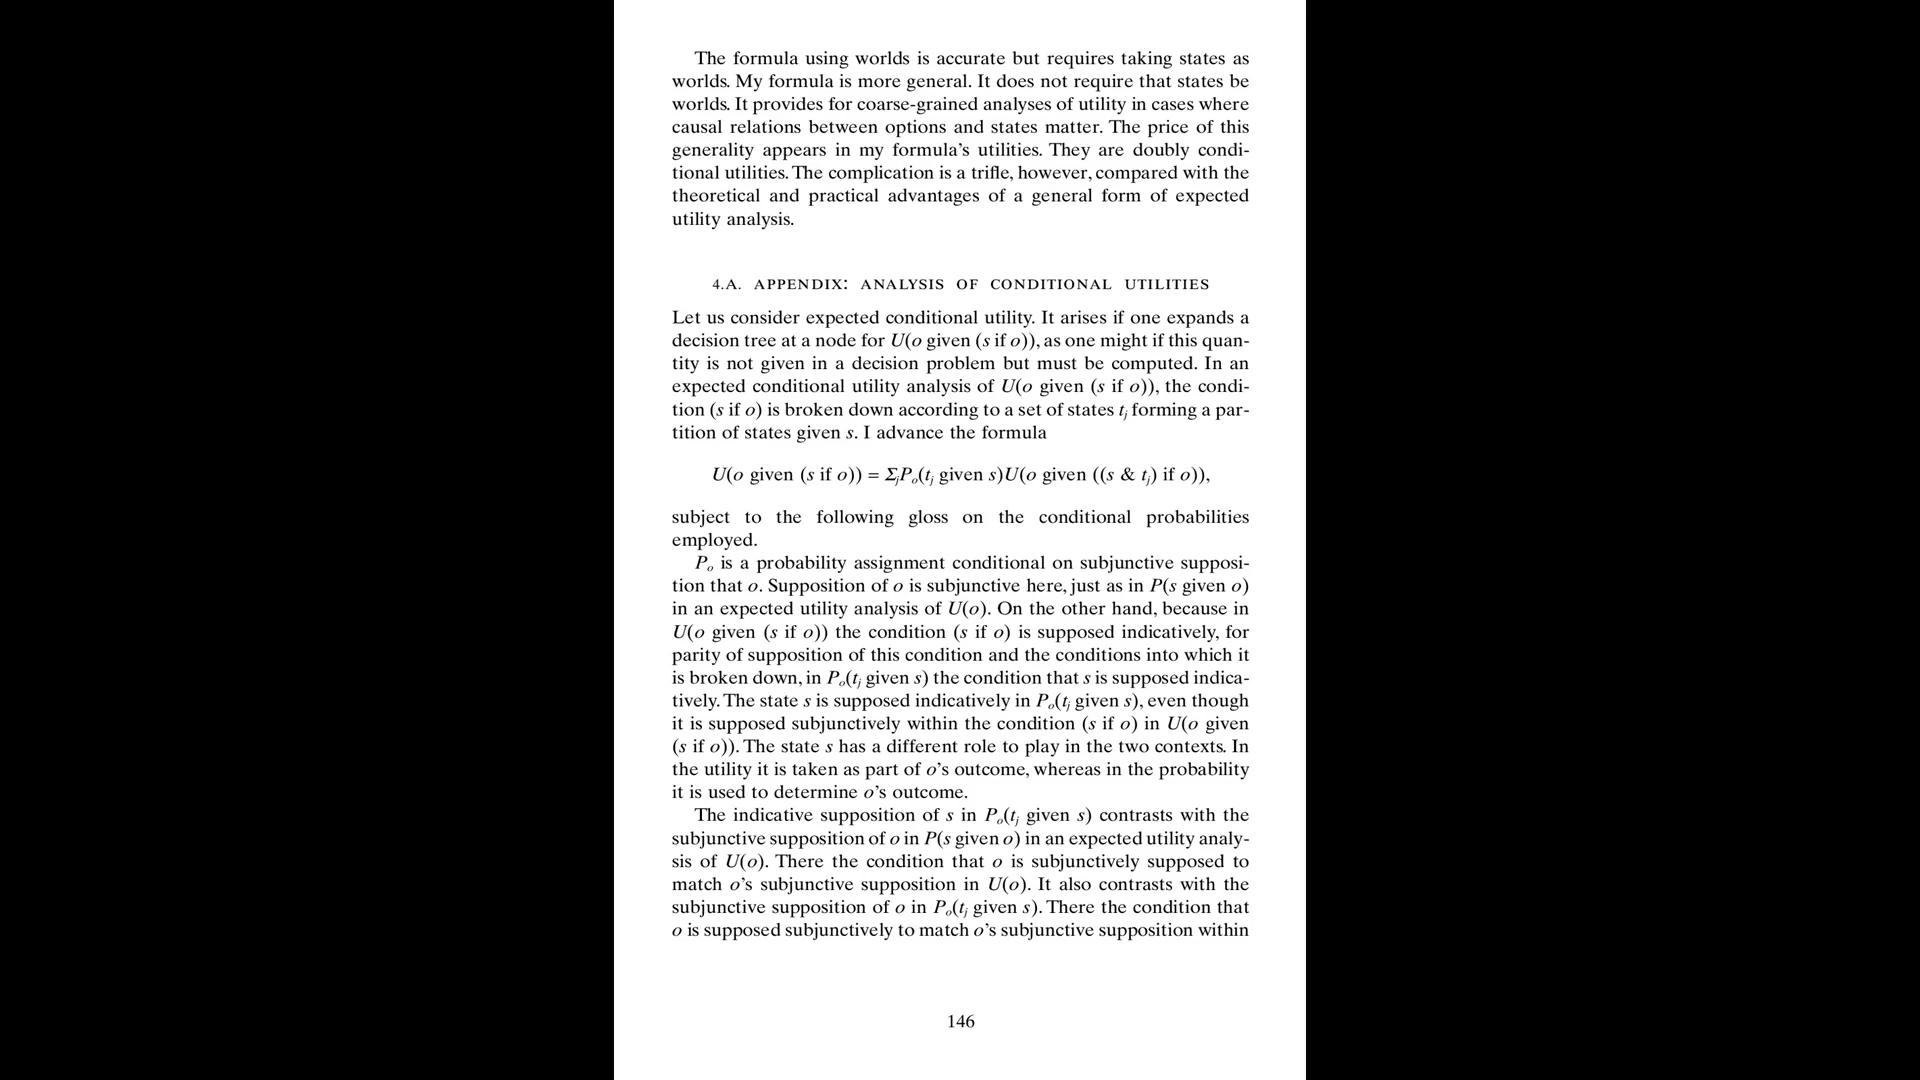 The formula using worlds is accurate but requires taking states as
worlds. My formula is more general. It does not require that states be
worlds. It provides for coarse-grained analyses of utility in cases where
causal relations between options and states matter. The price of this
generality appears in my formula's utilities. They are doubly condi-
tional utilities. The complication is a trifle, however, compared with the
theoretical and practical advantages of a general form of expected
utility analysis.
4.A. APPENDIX: ANALYSIS OF CONDITIONAL UTILITIES
Let us consider expected conditional utility. It arises if one expands a
decision tree at a node for U(o given (s if o)), as one might if this quan-
tity is not given in a decision problem but must be computed. In an
expected conditional utility analysis of U(o given (s if o)), the condi-
tion (s if o) is broken down according to a set of states tⱼ forming a par-
tition of states given s. I advance the formula
U(o given (s if o)) = ΣⱼPₒ(tⱼ given s)U(o given ((s & tⱼ) if o)),
subject to the following gloss on the conditional probabilities
employed.
Pₒ is a probability assignment conditional on subjunctive supposi-
tion that o. Supposition of o is subjunctive here, just as in P(s given o)
in an expected utility analysis of U(o). On the other hand, because in
U(o given (s if o)) the condition (s if o) is supposed indicatively, for
parity of supposition of this condition and the conditions into which it
is broken down, in Pₒ(tⱼ given s) the condition that s is supposed indica-
tively. The state s is supposed indicatively in Pₒ(tⱼ given s), even though
it is supposed subjunctively within the condition (s if o) in U(o given
(s if o)). The state s has a different role to play in the two contexts. In
the utility it is taken as part of o's outcome, whereas in the probability
it is used to determine o's outcome.
The indicative supposition of s in Pₒ(tⱼ given s) contrasts with the
subjunctive supposition of o in P(s given o) in an expected utility analy-
sis of U(o). There the condition that o is subjunctively supposed to
match o's subjunctive supposition in U(o). It also contrasts with the
subjunctive supposition of o in Pₒ(tⱼ given s). There the condition that
o is supposed subjunctively to match o's subjunctive supposition within
146